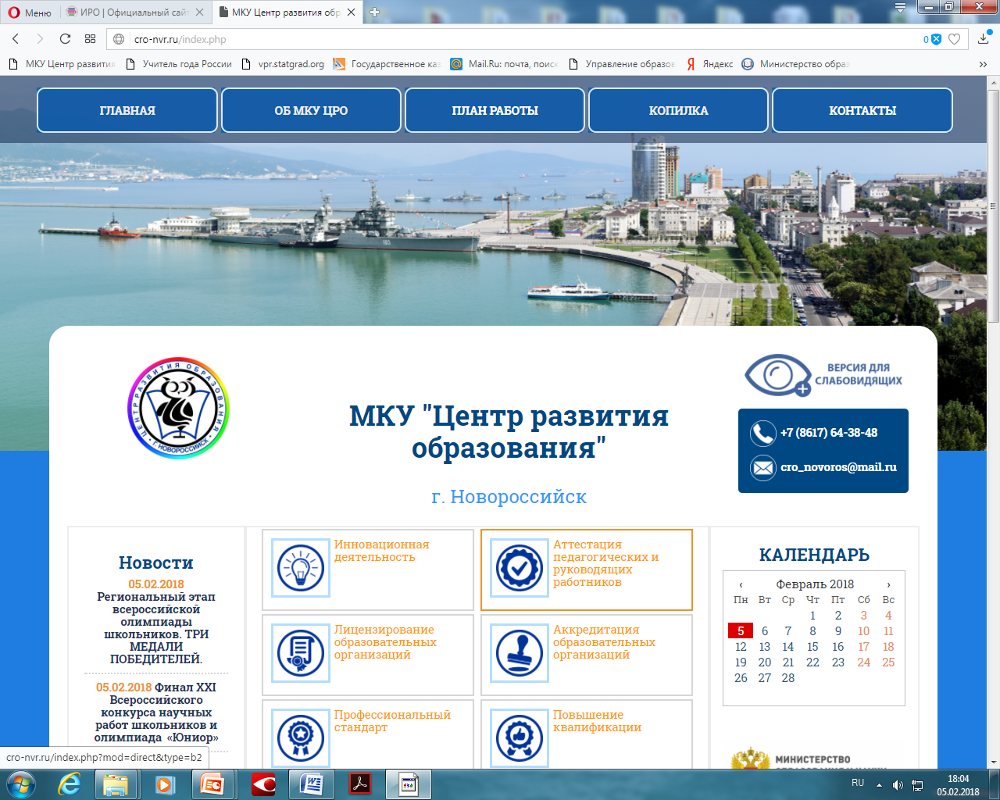 Меню
ИРО | Официальный сайт
МКУ Центр развития обр
cro-nvr.ru/index.php
0
МКУ Центр развития
Учитель года России
vpr.statgrad.org
Государственное каз
Mail.Ru: почта, поиск
Управление образов
Яндекс
Министерство образ
ГЛАВНАЯ
ОБ МКУ ЦРО
ПЛАН РАБОТЫ
КОПИЛКА
КОНТАКТЫ
105
ЦЕНТР РАЗВИТИЯ ОБРАЗОВАНИЯ
Г. НОВОРОССИЙСК
МКУ "Центр развития
образования"
г. Новороссийск
ВЕРСИЯ ДЛЯ
СЛАБОВИДЯЩИХ
+7 (8617) 64-38-48
cro_novoros@mail.ru
Новости
05.02.2018
Региональный этап
всероссийской
олимпиады
школьников. ТРИ
МЕДАЛИ
ПОБЕДИТЕЛЕЙ.
05.02.2018 Финал XXI
Всероссийского
конкурса научных
работ школьников и
олимпиада «Юниор»
Инновационная
деятельность
Аттестация
педагогических и
руководящих
работников
Лицензирование
образовательных
организаций
Аккредитация
образовательных
организаций
Профессиональный
стандарт
Повышение
квалификации
КАЛЕНДАРЬ
‹ Февраль 2018 ›
Пн Вт Ср Чт Пт Сб Вс
1 2 3 4
5 6 7 8 9 10 11
12 13 14 15 16 17 18
19 20 21 22 23 24 25
26 27 28
МИНИСТЕРСТВО
cro-nvr.ru/index.php?mod=direct&type=b2
RU
18:04
05.02.2018